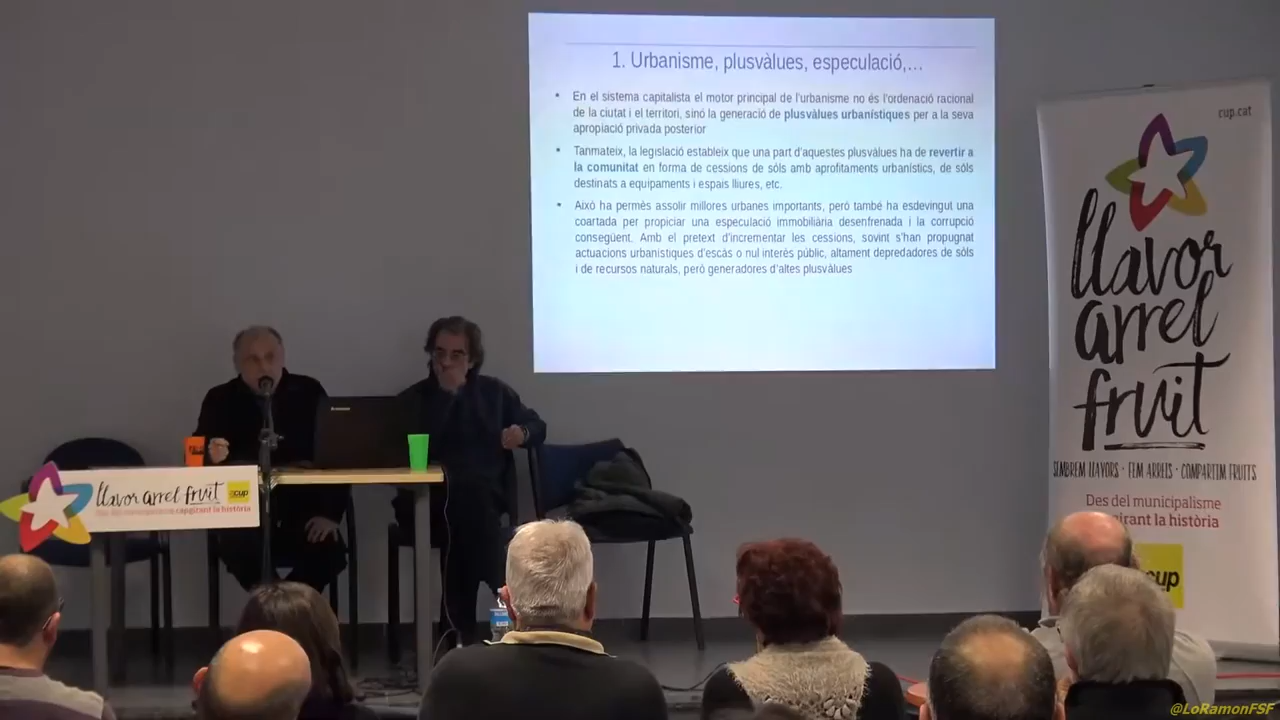 1. Urbanisme, plusvàlues, especulació,...
• En el sistema capitalista el motor principal de l'urbanisme no és l'ordenació racional
de la ciutat i el territori, sinó la generació de plusvàlues urbanístiques per a la seva
apropiació privada posterior
• Tanmateix, la legislació estableix que una part d'aquestes plusvàlues ha de revertir a
la comunitat en forma de cessions de sòls amb aprofitaments urbanístics, de sòls
destinats a equipaments i espais lliures, etc.
• Això ha permès assolir millores urbanes importants, però també ha esdevingut una
coartada per propiciar una especulació immobiliària desenfrenada i la corrupció
consegüent. Amb el pretext d'incrementar les cessions, sovint s'han propugnat
actuacions urbanístiques d'escàs o nul interès públic, altament depredadores de sòls
i de recursos naturals, però generadores d'altes plusvàlues
cup.cat
llavor
arrel
fruit
SEMBREM LLAVORS · FEM ARRELS · COMPARTIM FRUITS
Des del municipalisme
girant la història
cup
llavor arrel fruit
cup
Des del municipalisme capgirant la història
lenovo
@LoRamonFSF